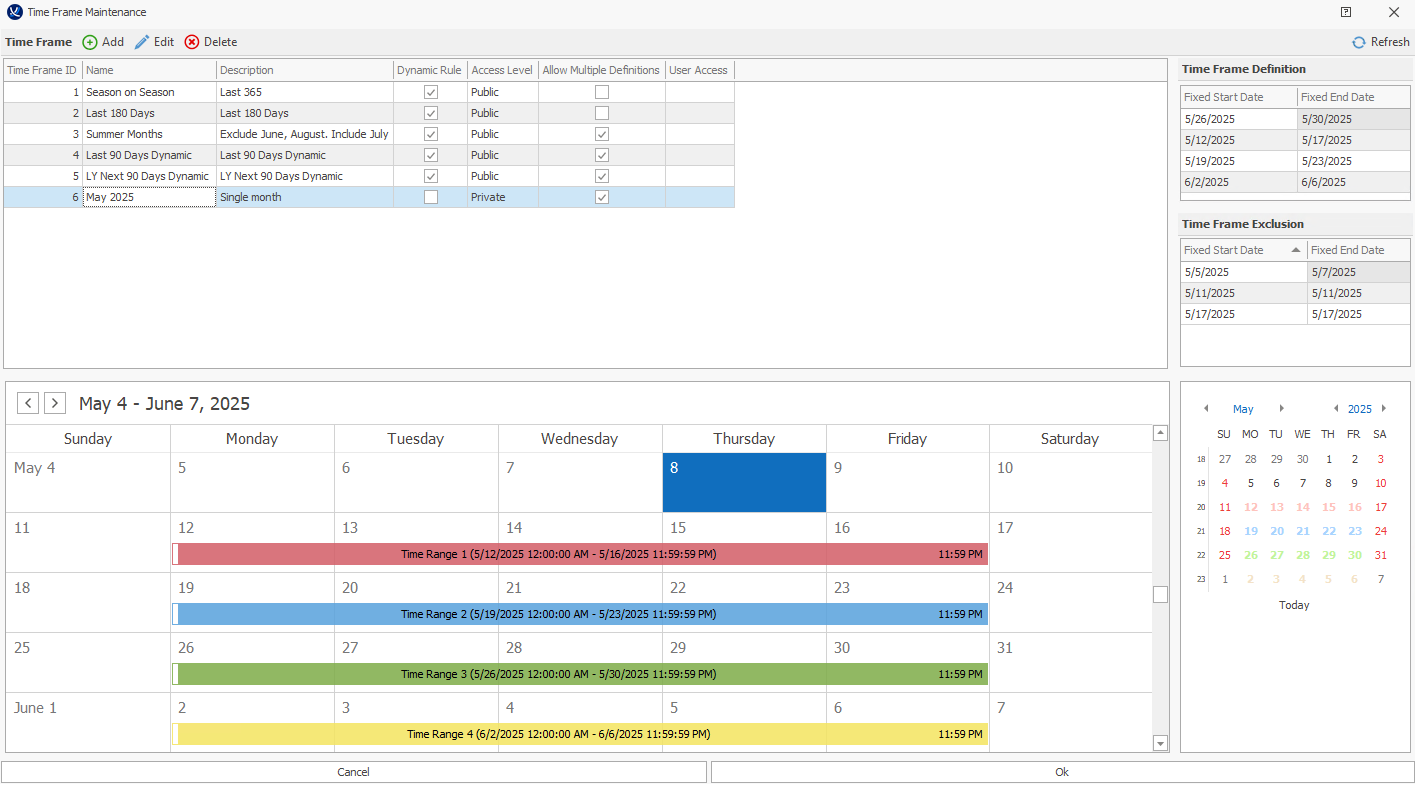 Time Frame Maintenance
Time Frame Add Edit Delete Refresh
Time Frame ID Name Description Dynamic Rule Access Level Allow Multiple Definitions User Access
1 Season on Season Last 365 Public
2 Last 180 Days Last 180 Days Public
3 Summer Months Exclude June, August. Include July Public
4 Last 90 Days Dynamic Last 90 Days Dynamic Public
5 LY Next 90 Days Dynamic LY Next 90 Days Dynamic Public
6 May 2025 Single month Private
Time Frame Definition
Fixed Start Date Fixed End Date
5/26/2025 5/30/2025
5/12/2025 5/17/2025
5/19/2025 5/23/2025
6/2/2025 6/6/2025
Time Frame Exclusion
Fixed Start Date Fixed End Date
5/5/2025 5/7/2025
5/11/2025 5/11/2025
5/17/2025 5/17/2025
May 4 - June 7, 2025
Sunday Monday Tuesday Wednesday Thursday Friday Saturday
May 4 5 6 7 8 9 10
11 12 13 14 15 16 17
Time Range 1 (5/12/2025 12:00:00 AM - 5/16/2025 11:59:59 PM) 11:59 PM
18 19 20 21 22 23 24
Time Range 2 (5/19/2025 12:00:00 AM - 5/23/2025 11:59:59 PM) 11:59 PM
25 26 27 28 29 30 31
Time Range 3 (5/26/2025 12:00:00 AM - 5/30/2025 11:59:59 PM) 11:59 PM
June 1 2 3 4 5 6 7
Time Range 4 (6/2/2025 12:00:00 AM - 6/6/2025 11:59:59 PM) 11:59 PM
May 2025
SU MO TU WE TH FR SA
18 27 28 29 30 1 2 3
19 4 5 6 7 8 9 10
20 11 12 13 14 15 16 17
21 18 19 20 21 22 23 24
22 25 26 27 28 29 30 31
23 1 2 3 4 5 6 7
Today
Cancel Ok